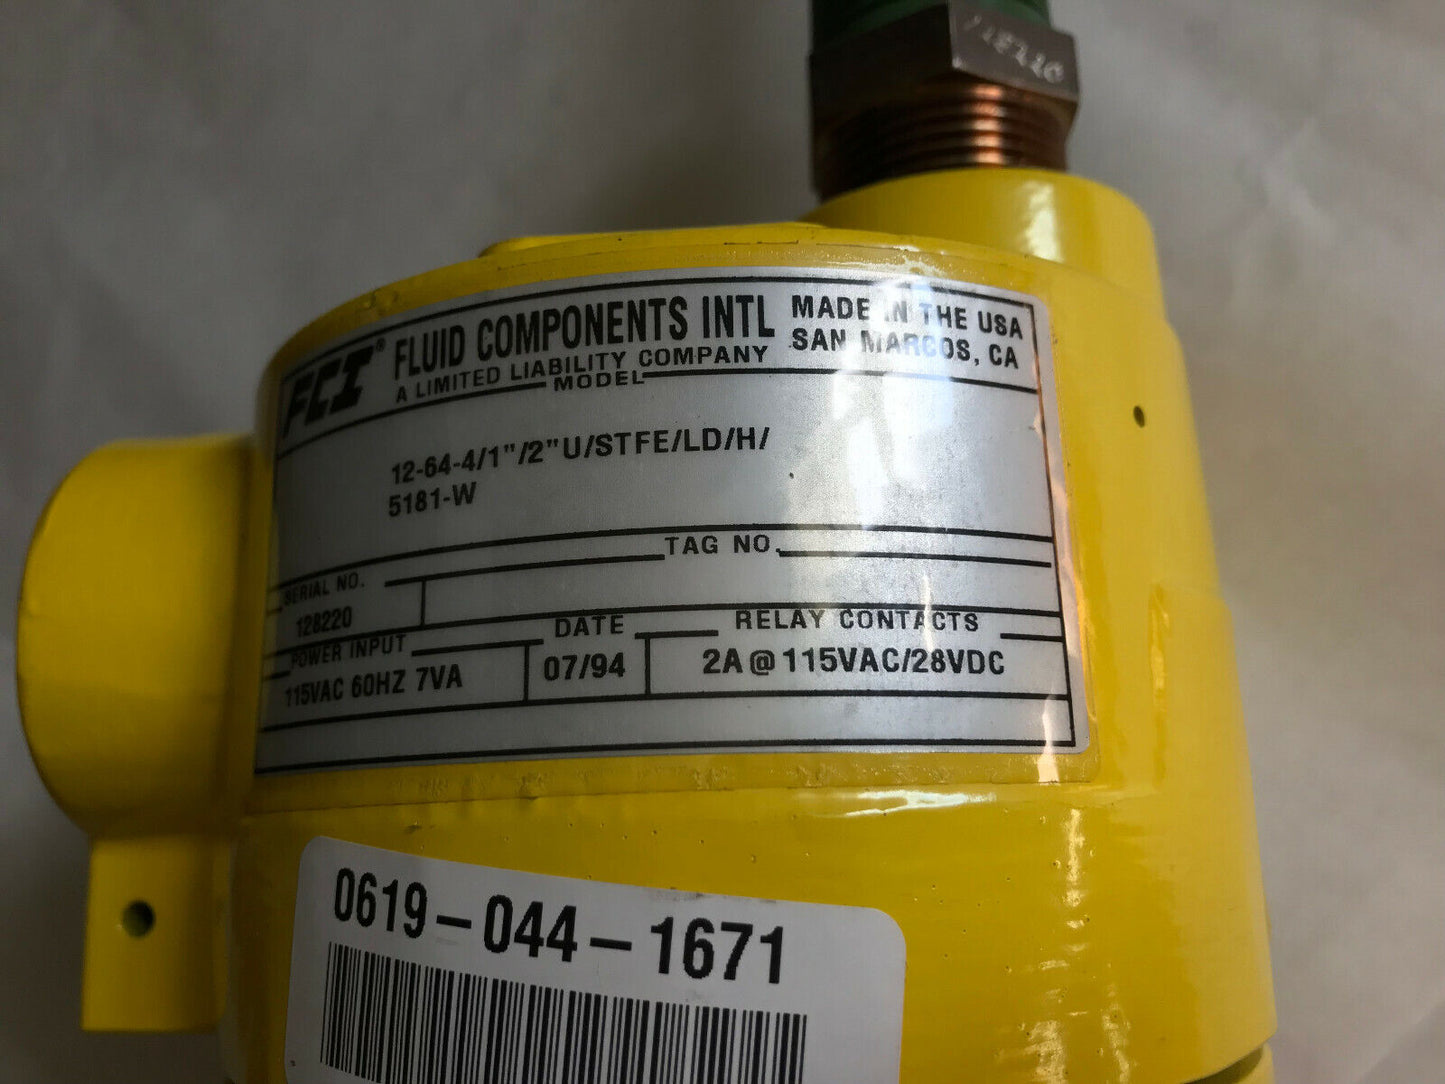 128220
FCI® FLUID COMPONENTS INTL
A LIMITED LIABILITY COMPANY
MADE IN THE USA
SAN MARCOS, CA
MODEL
12-64-4/1"/2"U/STFE/LD/H/
5181-W
TAG NO.
SERIAL NO.
128220
POWER INPUT
115VAC 60HZ 7VA
DATE
07/94
RELAY CONTACTS
2A@115VAC/28VDC
0619-044-1671